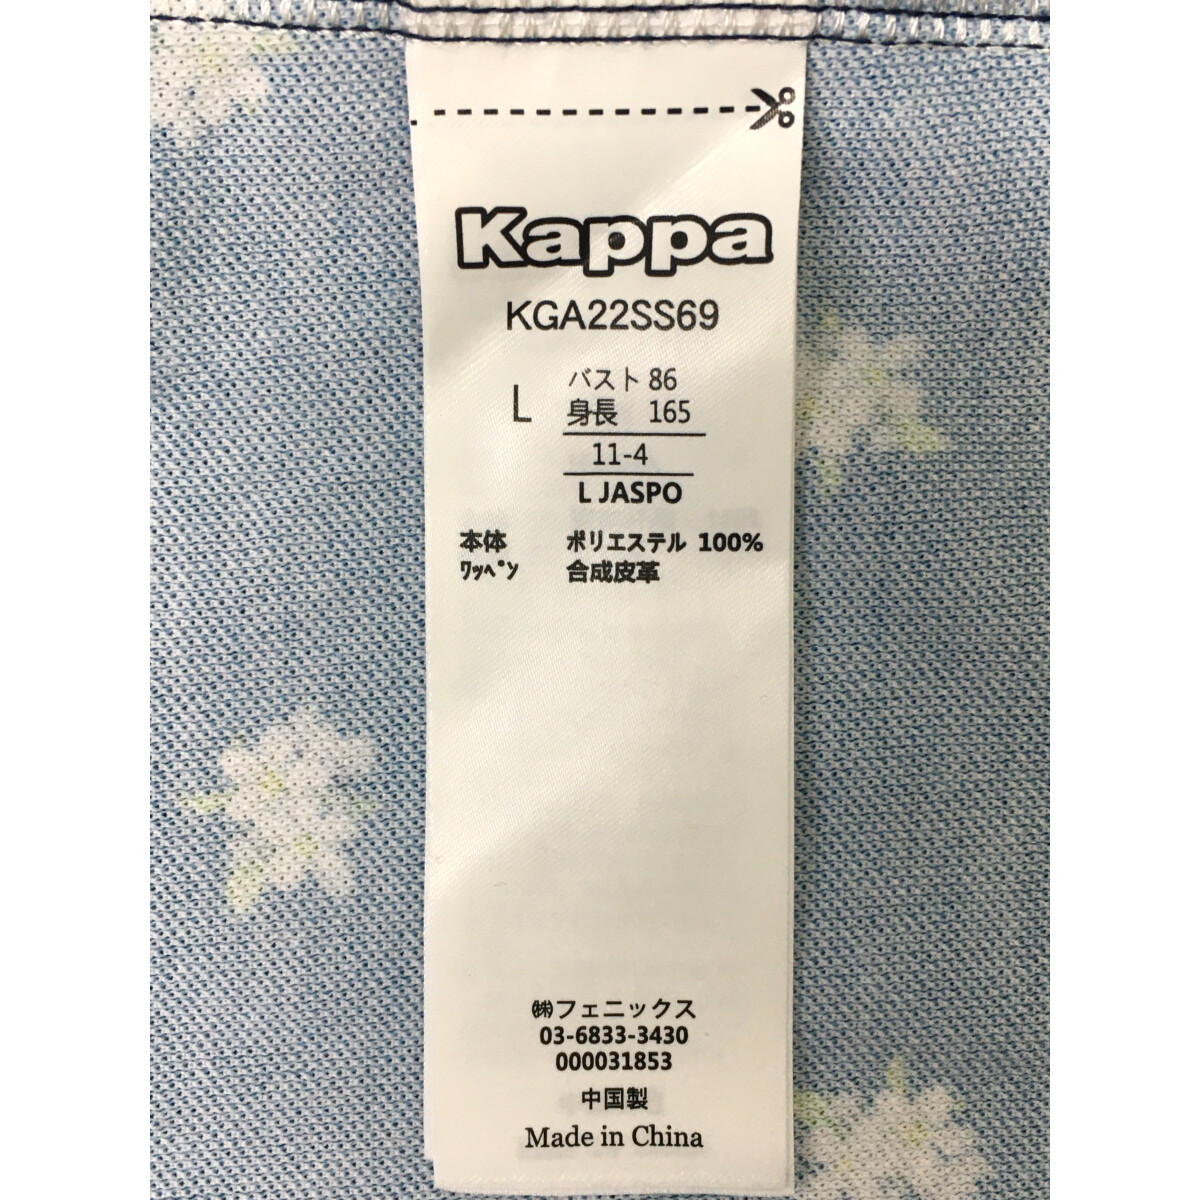 Kappa
KGA22SS69
L
バスト 86
身長 165
11-4
L JASPO
本体 ポリエステル 100%
ﾜｯﾍﾟﾝ 合成皮革
㈱フェニックス
03-6833-3430
000031853
中国製
Made in China